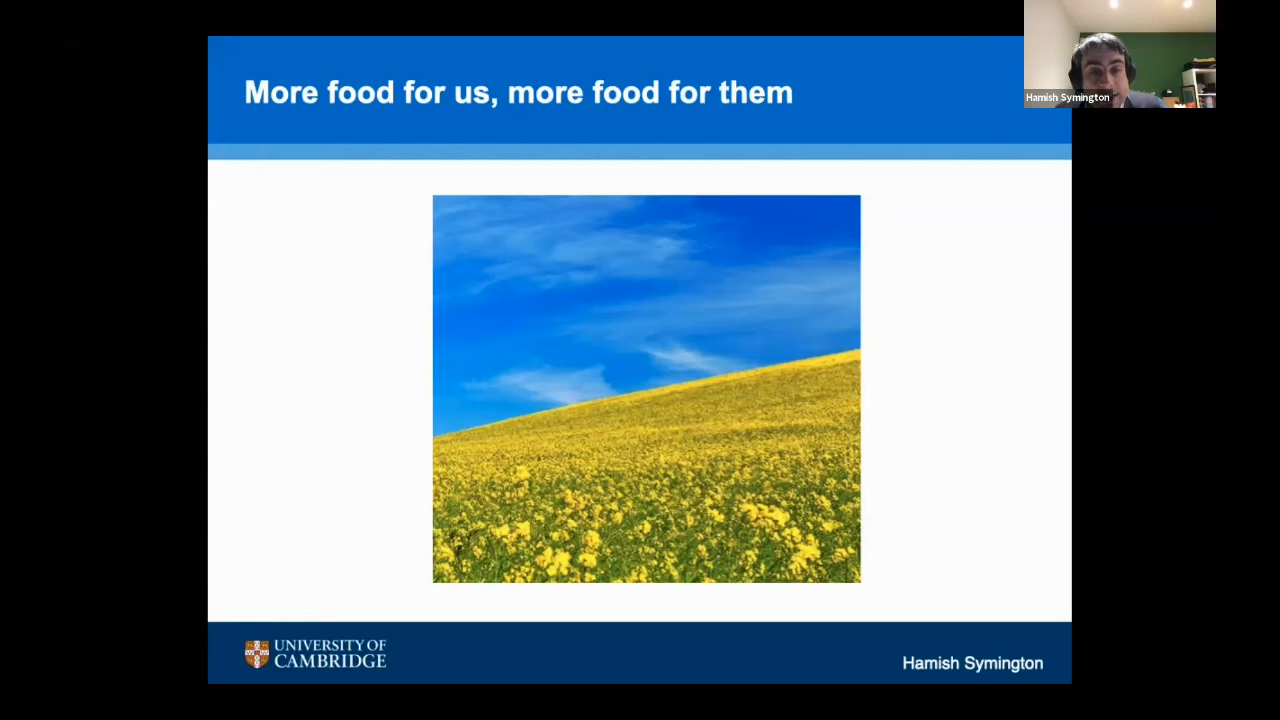 More food for us, more food for them
Hamish Symington
UNIVERSITY OF
CAMBRIDGE
Hamish Symington